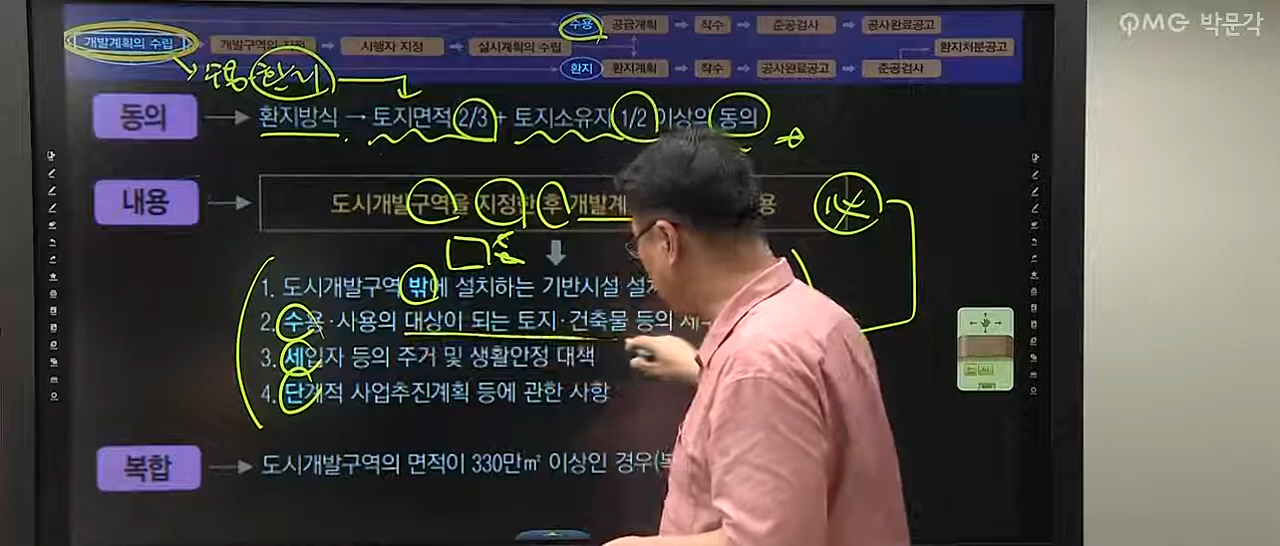 QMG 박문각
수용 공급계획 착수 준공검사 공사완료공고
개발계획의 수립 개발구역의 지정 시행자 지정 실시계획의 수립 환지처분공고
환지 환지계획 착수 공사완료공고 준공검사
수용 환지
동의 → 환지방식 → 토지면적 2/3 + 토지소유자 1/2 이상의 동의
내용 → 도시개발구역을 지정한 후 개발계 용
1. 도시개발구역 밖에 설치하는 기반시설 설치
2. 수용·사용의 대상이 되는 토지·건축물 등의 세
3. 세입자 등의 주거 및 생활안정 대책
4. 단계적 사업추진계획 등에 관한 사항
복합 → 도시개발구역의 면적이 330만㎡ 이상인 경우(복